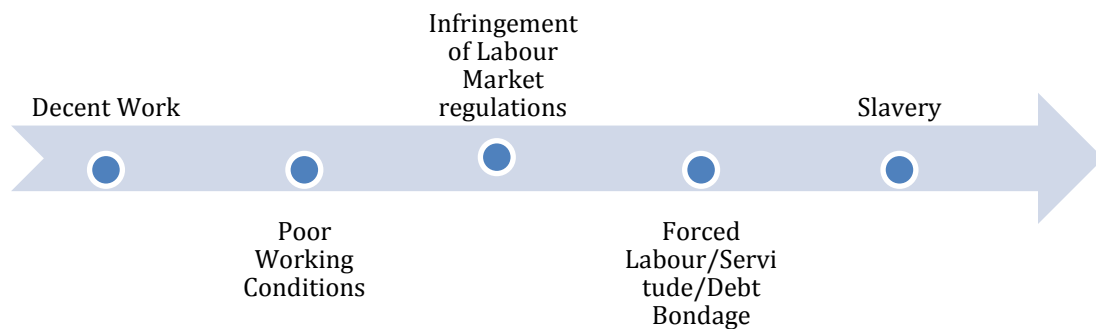 Decent Work
Poor
Working
Conditions
Infringement
of Labour
Market
regulations
Forced
Labour/Servi
tude/Debt
Bondage
Slavery